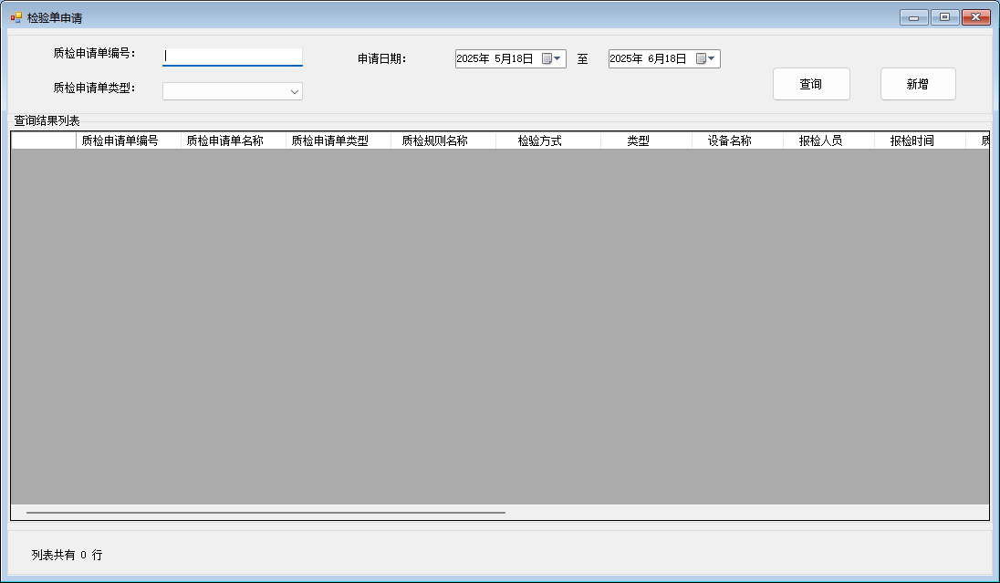 检验单申请
质检申请单编号:
申请日期:
2025年 5月18日
至
2025年 6月18日
质检申请单类型:
查询
新增
查询结果列表
质检申请单编号 质检申请单名称 质检申请单类型 质检规则名称 检验方式 类型 设备名称 报检人员 报检时间
列表共有 0 行